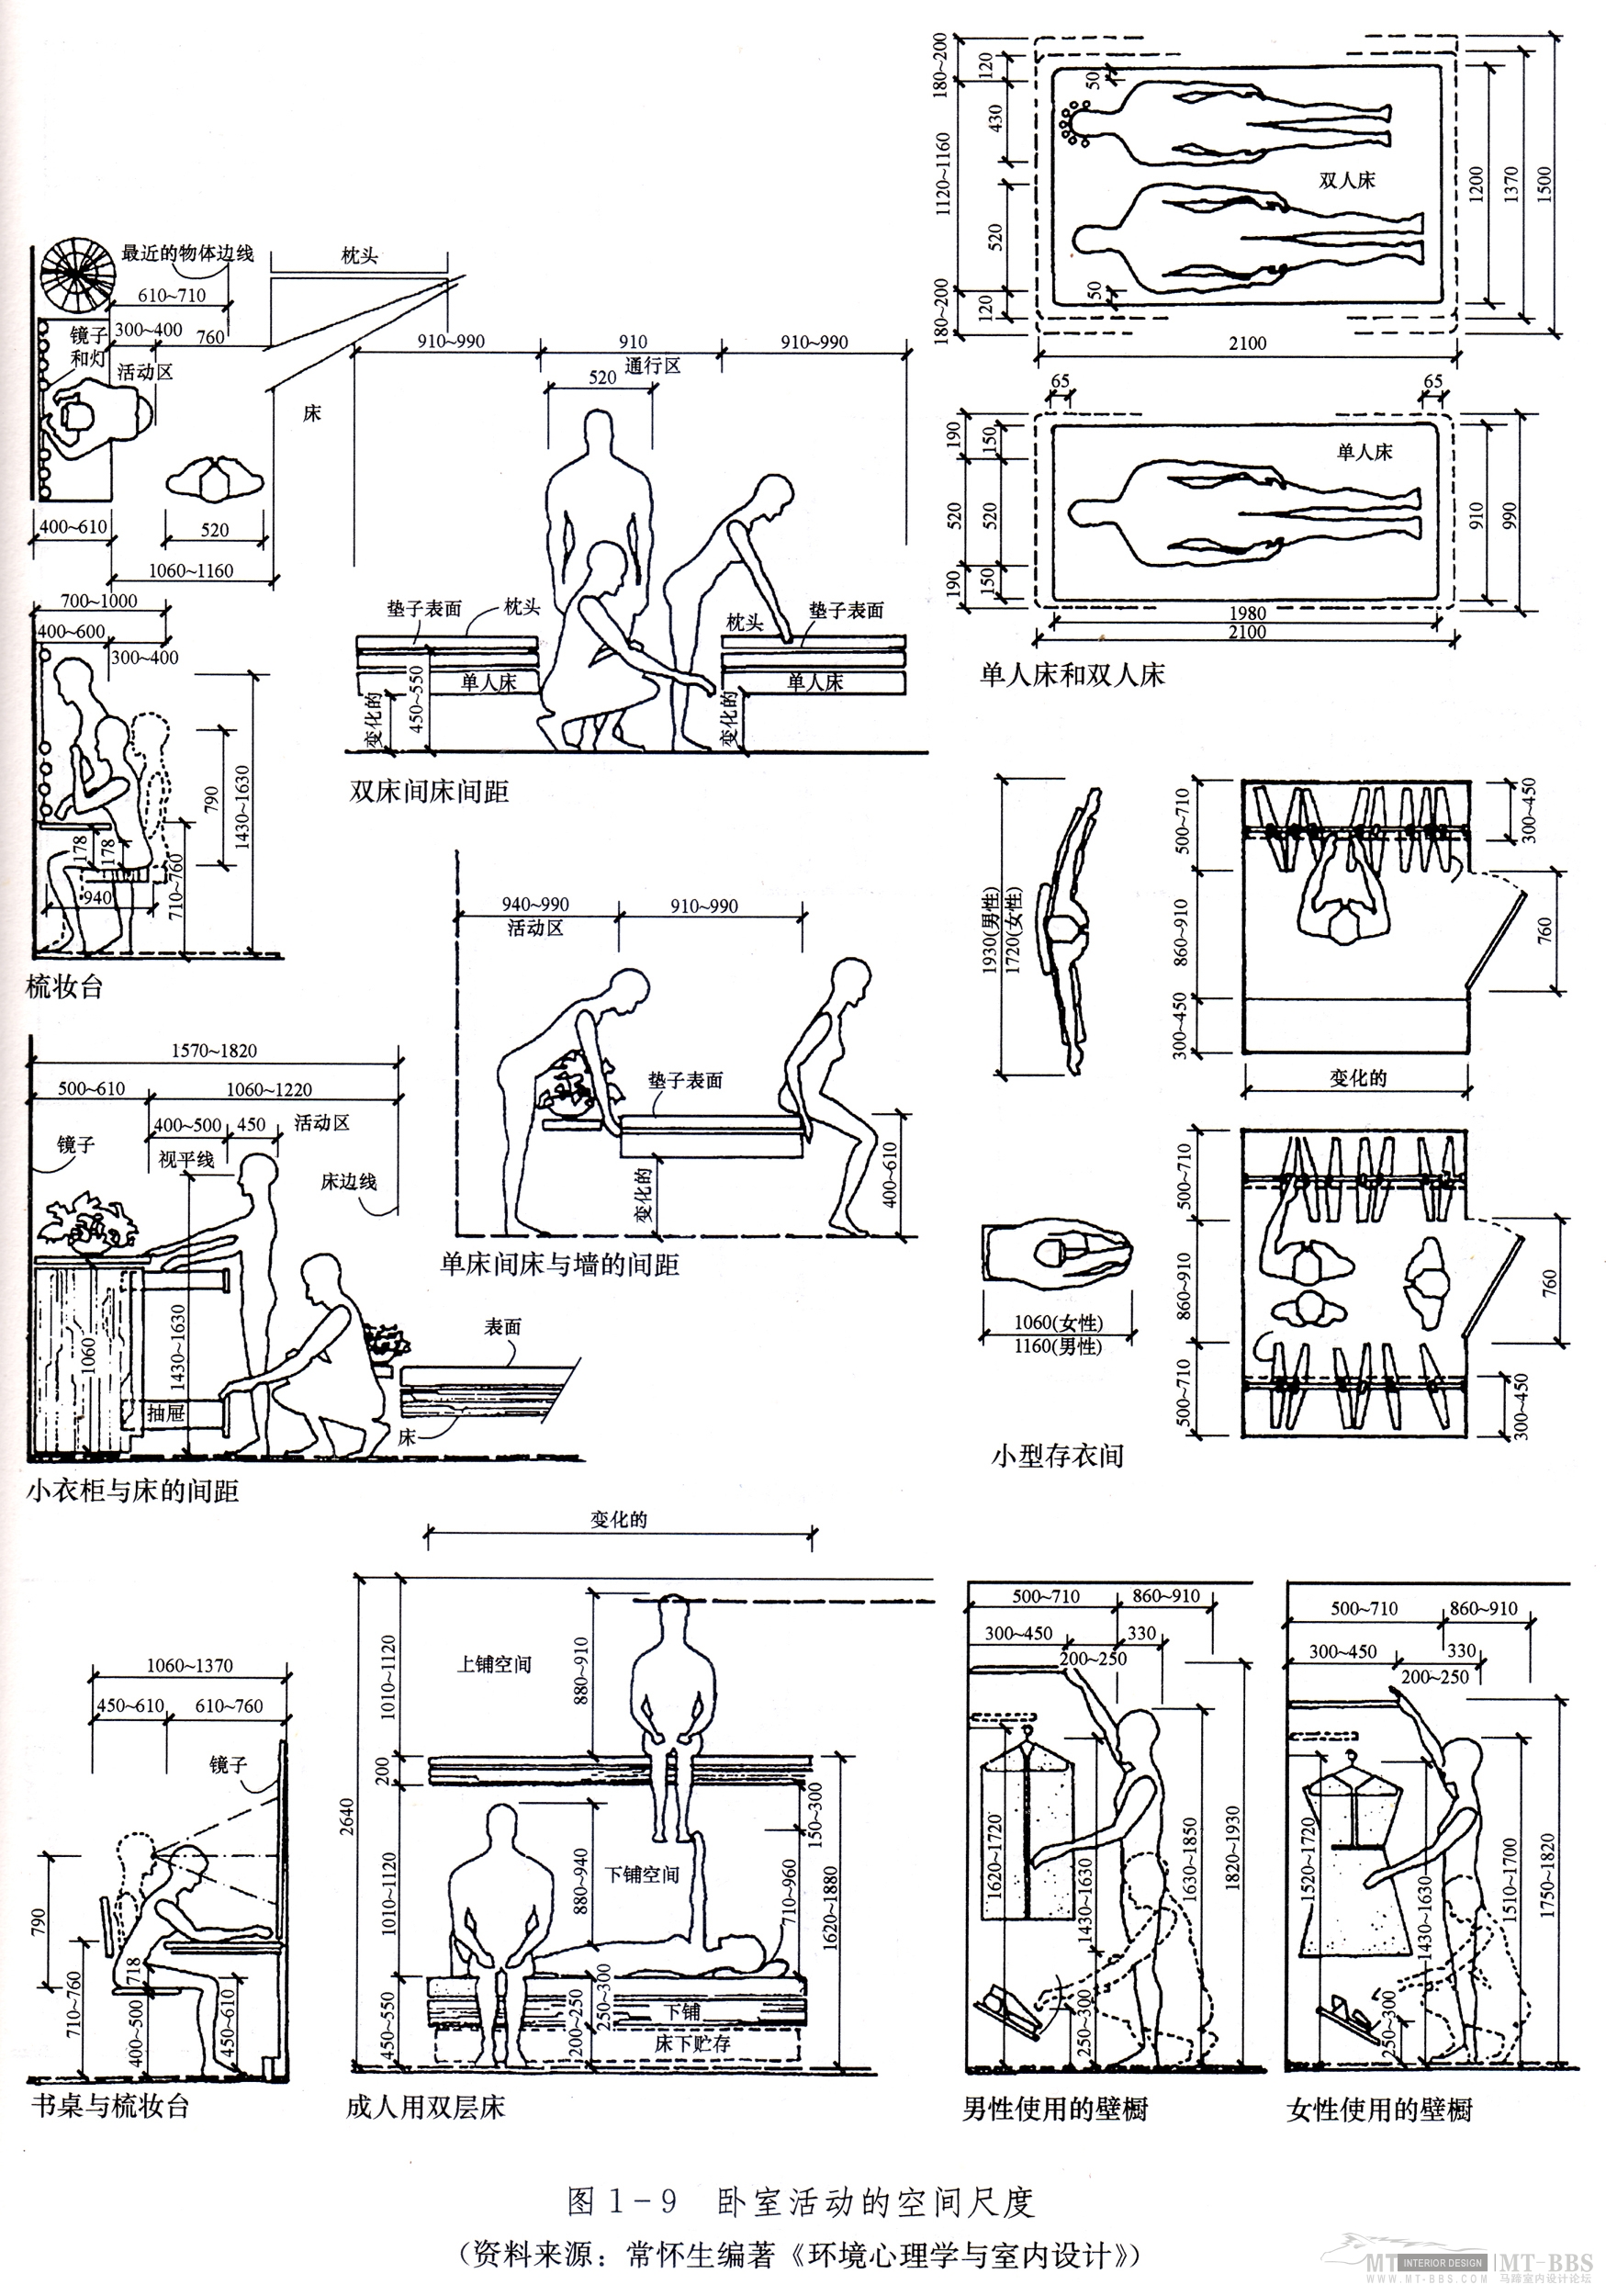 180~200
120
50
430
1120~1160
520
50
180~200
120
双人床
1200
1370
1500
2100
65
65
190
150
单人床
520
520
910
990
190
150
1980
2100
单人床和双人床
最近的物体边线
枕头
610~710
镜子
和灯
300~400
760
活动区
床
400~610
520
1060~1160
700~1000
400~600
300~400
790
1430~1630
178
178
940
710~760
梳妆台
910~990
910
910~990
通行区
520
垫子表面
枕头
枕头
垫子表面
单人床
单人床
变化的
450~550
变化的
双床间床间距
940~990
910~990
活动区
垫子表面
变化的
400~610
单床间床与墙的间距
1930(男性)
1720(女性)
500~710
300~450
860~910
760
300~450
变化的
1060(女性)
1160(男性)
500~710
860~910
760
500~710
300~450
小型存衣间
1570~1820
500~610
1060~1220
400~500
450
活动区
镜子
视平线
床边线
1060
1430~1630
抽屉
表面
床
小衣柜与床的间距
1060~1370
450~610
610~760
镜子
790
710~760
718
400~500
450~610
书桌与梳妆台
变化的
上铺空间
1010~1120
880~910
200
2640
150~300
下铺空间
1010~1120
880~940
710~960
1620~1880
450~550
200~250
250~300
下铺
床下贮存
成人用双层床
500~710
860~910
300~450
330
200~250
1620~1720
1430~1630
1630~1850
1820~1930
250~300
男性使用的壁橱
500~710
860~910
300~450
330
200~250
1520~1720
1430~1630
1510~1700
1750~1820
250~300
女性使用的壁橱
图1-9 卧室活动的空间尺度
(资料来源：常怀生编著《环境心理学与室内设计》)
MT INTERIOR DESIGN MT-BBS
WWW.MT-BBS.COM 马蹄室内设计论坛